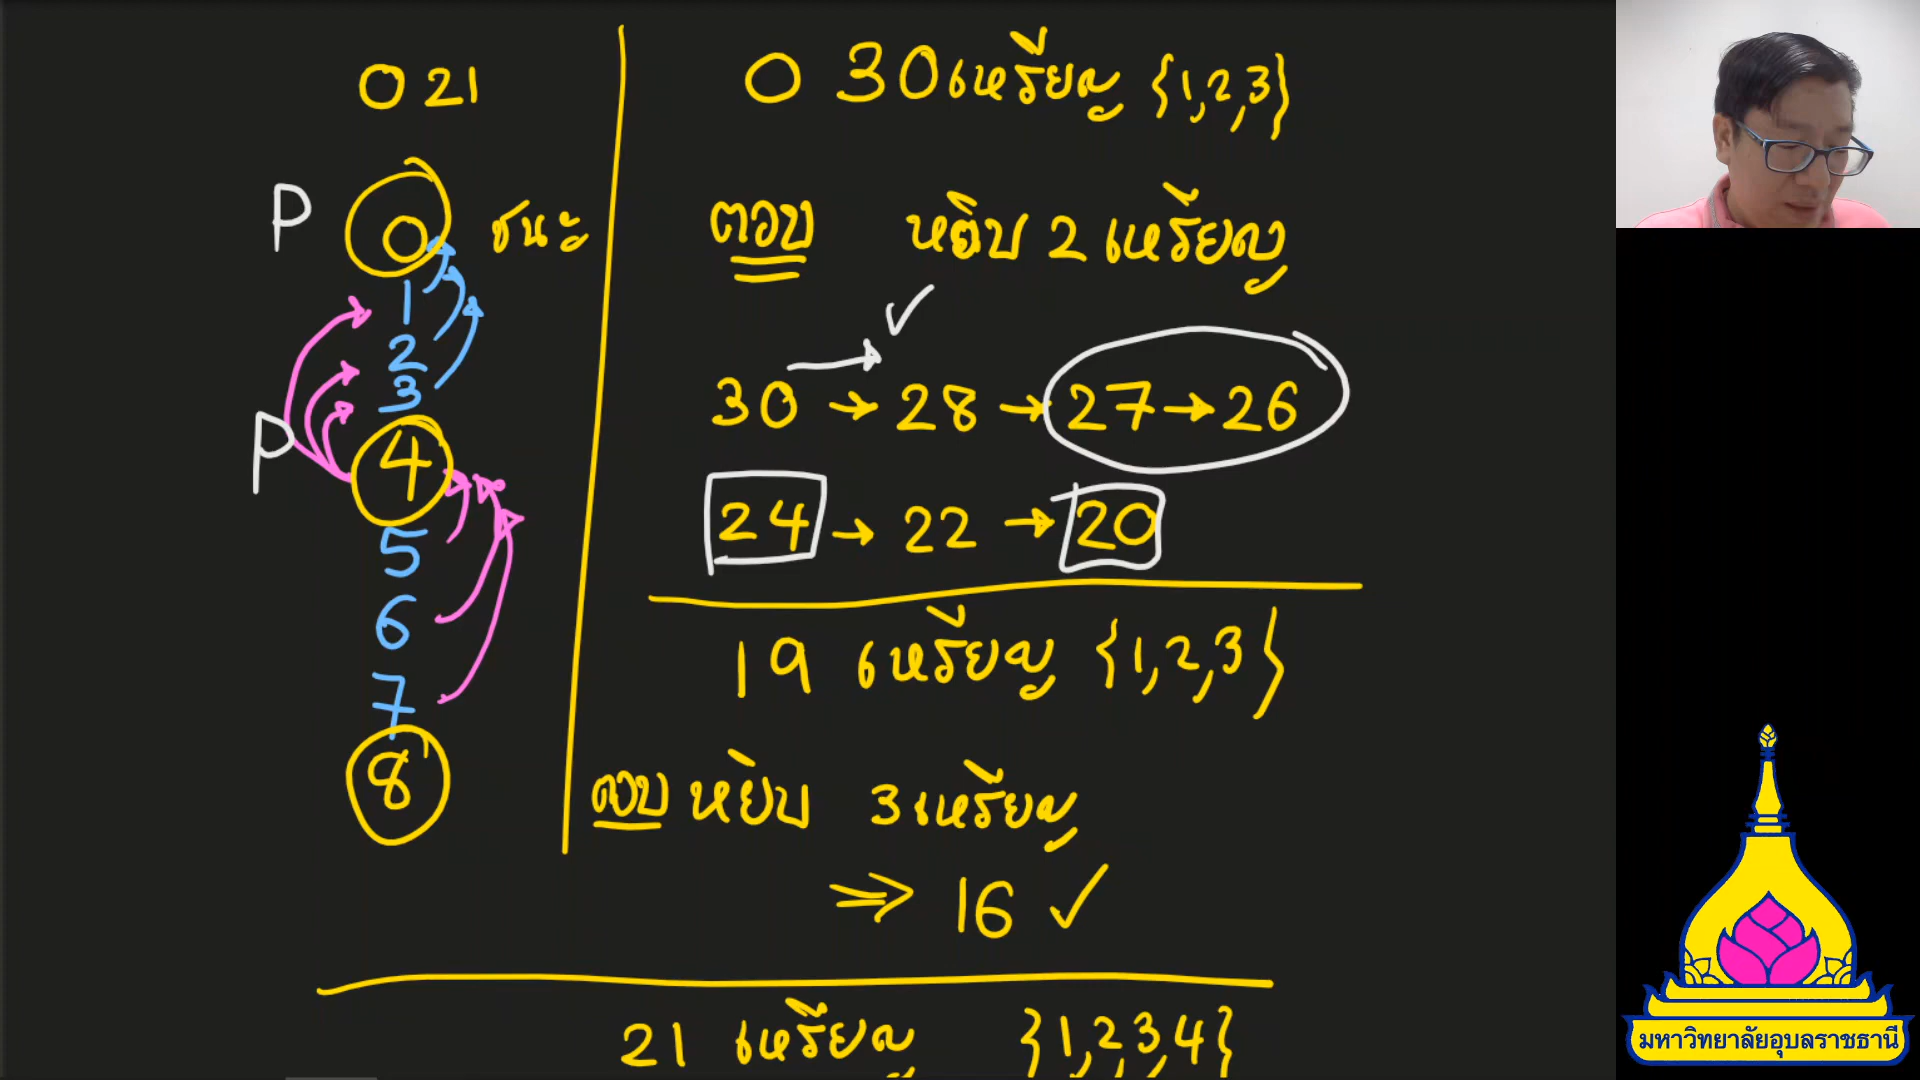 0 21
P 0 ชนะ
1
2
3
P 4
5
6
7
8
0 30 เหรียญ {1,2,3}
ตอบ หยิบ 2 เหรียญ
30 → 28 → 27 → 26
24 → 22 → 20
19 เหรียญ {1,2,3}
ตอบ หยิบ 3 เหรียญ
⇒ 16 ✓
21 เหรียญ {1,2,3,4}
มหาวิทยาลัยอุบลราชธานี